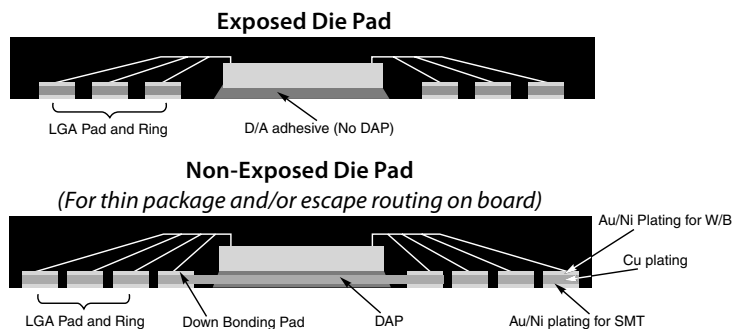 Exposed Die Pad
LGA Pad and Ring
D/A adhesive (No DAP)
Non-Exposed Die Pad
(For thin package and/or escape routing on board)
Au/Ni Plating for W/B
Cu plating
LGA Pad and Ring
Down Bonding Pad
DAP
Au/Ni plating for SMT